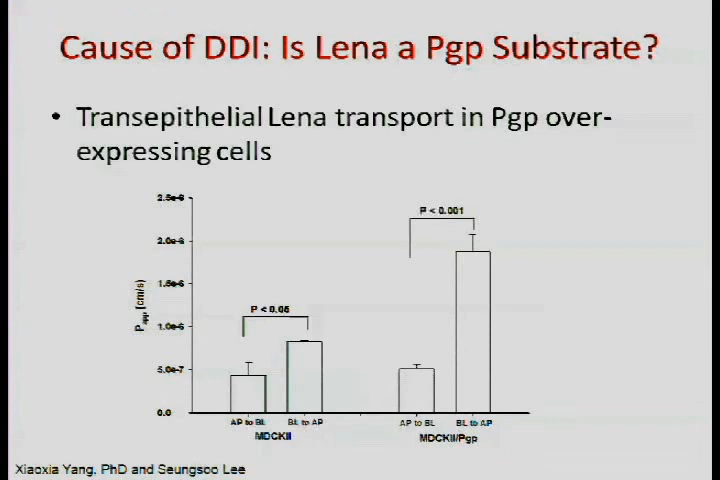 Cause of DDI: Is Lena a Pgp Substrate?
• Transepithelial Lena transport in Pgp over-
expressing cells
2.5e-6
P < 0.001
2.0e-6
1.5e-6
Papp [cm/s]
P < 0.05
1.0e-6
5.0e-7
0.0
AP to BL
BL to AP
AP to BL
BL to AP
MDCKII
MDCKII/Pgp
Xiaoxia Yang, PhD and Seungsoo Lee